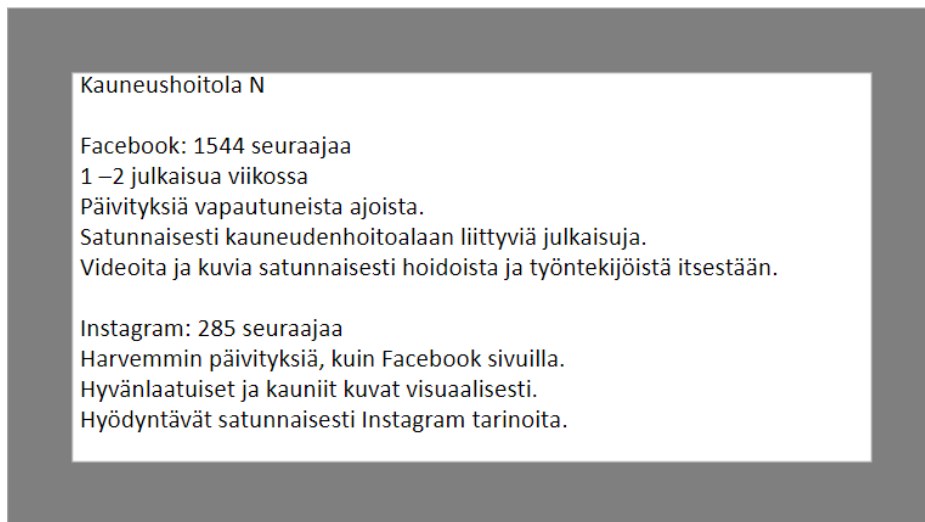 Kauneushoitola N
Facebook: 1544 seuraajaa
1 –2 julkaisua viikossa
Päivityksiä vapautuneista ajoista.
Satunnaisesti kauneudenhoitoalaan liittyviä julkaisuja.
Videoita ja kuvia satunnaisesti hoidoista ja työntekijöistä itsestään.
Instagram: 285 seuraajaa
Harvemmin päivityksiä, kuin Facebook sivuilla.
Hyvänlaatuiset ja kauniit kuvat visuaalisesti.
Hyödyntävät satunnaisesti Instagram tarinoita.